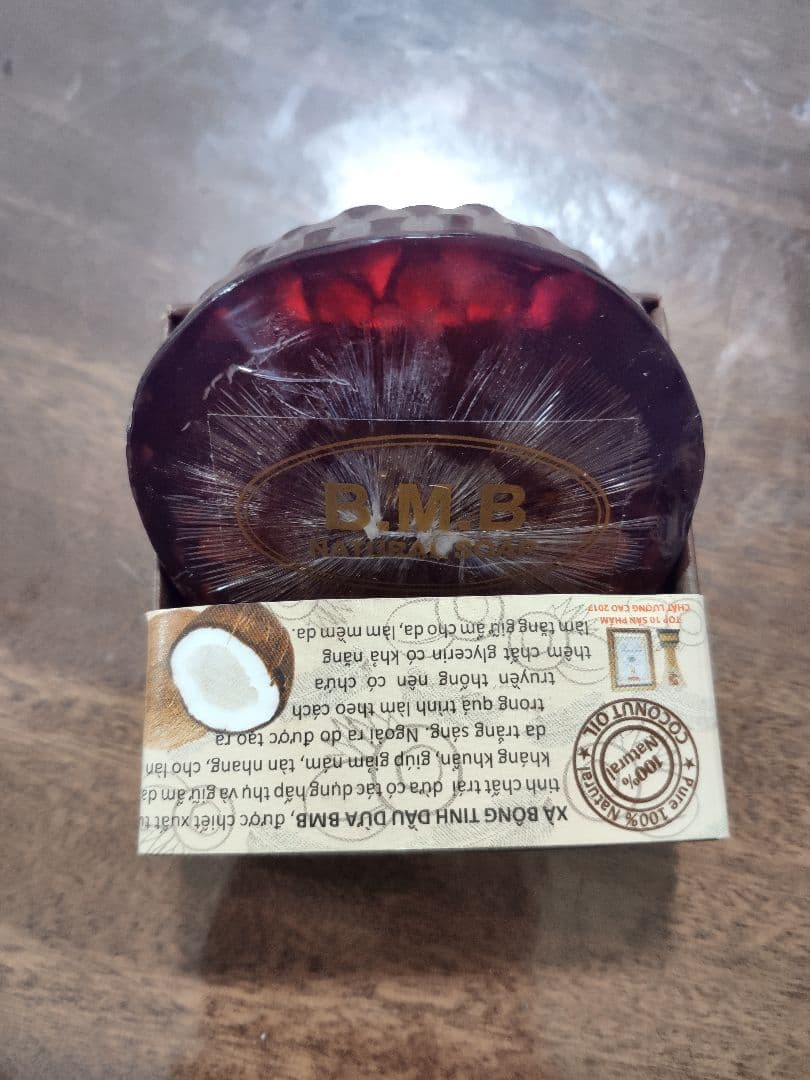 B.M.B
NATURAL SOAP
XÀ BÔNG TINH DẦU DỪA BMB, được chiết xuất từ
tinh chất trái dừa có tác dụng hấp thụ và giữ ẩm da
kháng khuẩn, giúp giảm nám, tàn nhang, cho làn
da trắng sáng. Ngoài ra do được tạo ra
trong quá trình làm theo cách
truyền thống nên có chứa
thêm chất glycerin có khả năng
làm tăng giữ ẩm cho da, làm mềm da.
Pure 100% Natural
100%
Natural
COCONUT OIL
TOP 10 SẢN PHẨM
CHẤT LƯỢNG CAO 2017